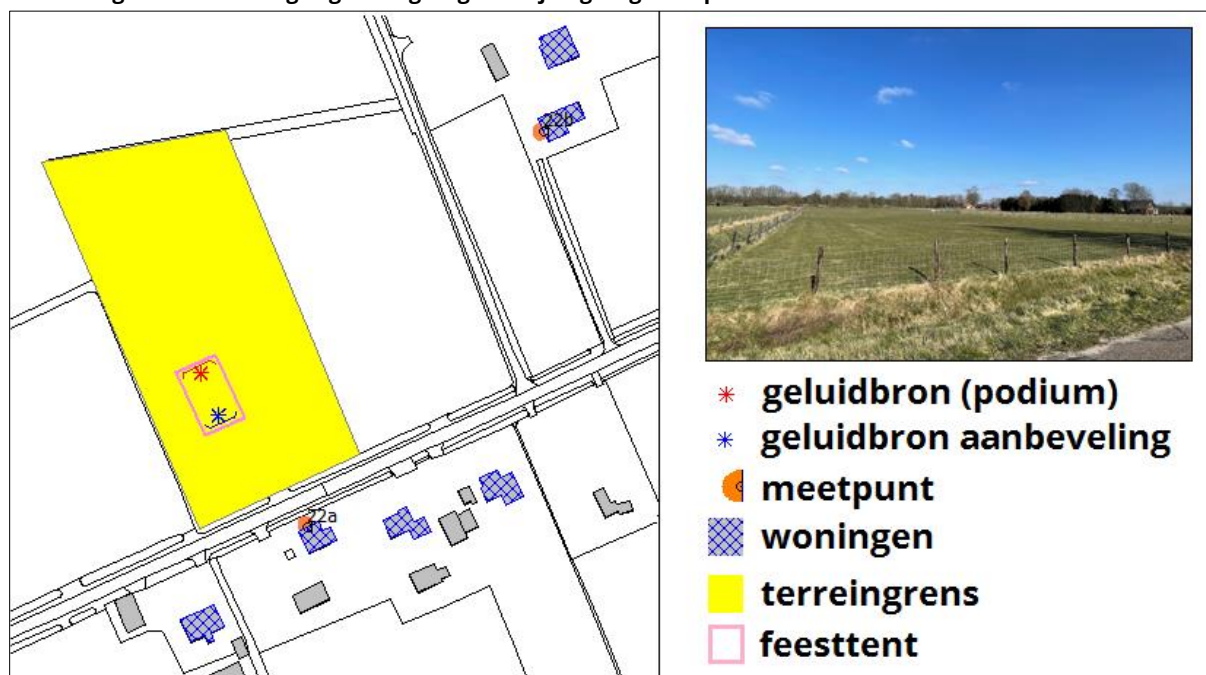 22b
22a
geluidbron (podium)
geluidbron aanbeveling
meetpunt
woningen
terreingrens
feesttent